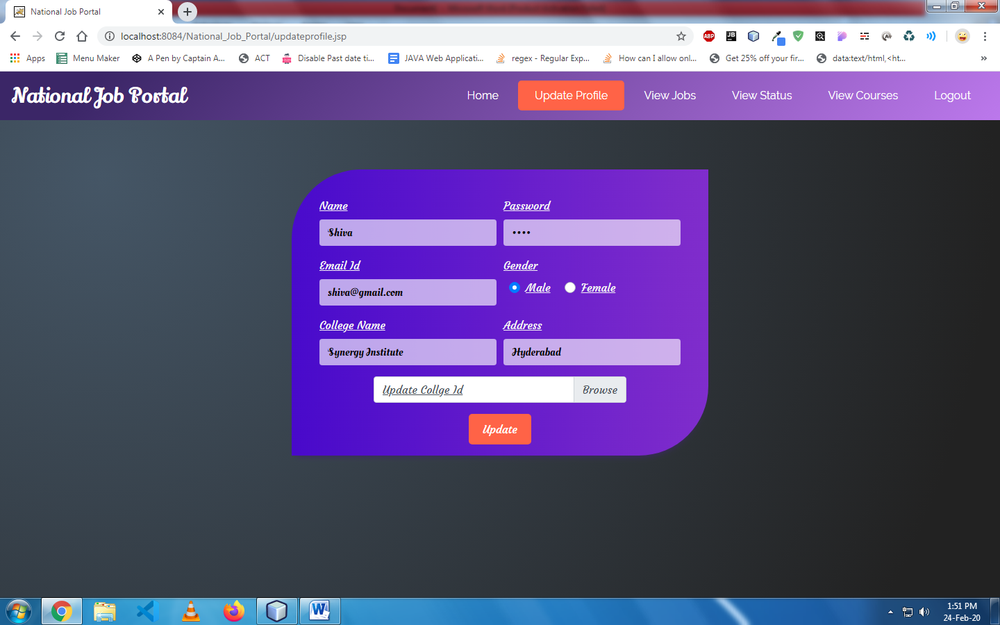 National Job Portal
localhost:8084/National_Job_Portal/updateprofile.jsp
Apps Menu Maker A Pen by Captain A... ACT Disable Past date ti... JAVA Web Applicati... regex - Regular Exp... How can I allow onl... Get 25% off your fir... data:text/html,<ht... »
National Job Portal Home Update Profile View Jobs View Status View Courses Logout
Name Password
Shiva ••••
Email Id Gender
shiva@gmail.com Male Female
College Name Address
Synergy Institute Hyderabad
Update Collge Id Browse
Update
1:51 PM
24-Feb-20